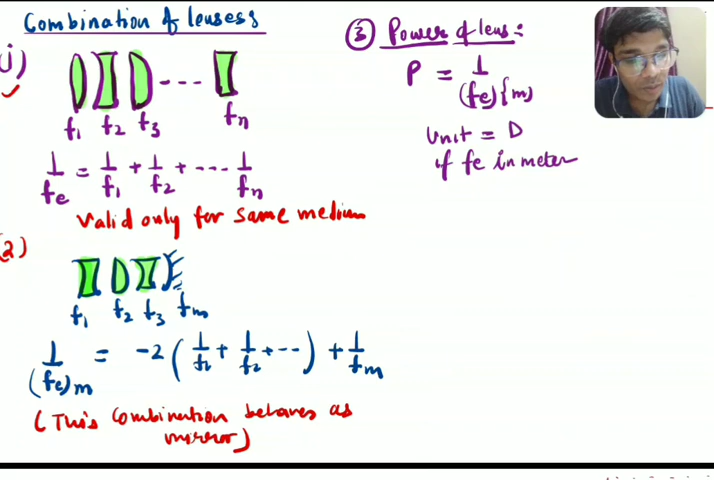 Combination of lensess
(1)
f1 f2 f3 ... fn
1/fe = 1/f1 + 1/f2 + ---- 1/fn
Valid only for same medium
(2)
f1 f2 f3 fm
1/(fe)m = -2 ( 1/f1 + 1/f2 + --- ) + 1/fm
(This combination behaves as
mirror)
③ Power of lens:
P = 1/(fe){m)
Unit = D
if fe in meter